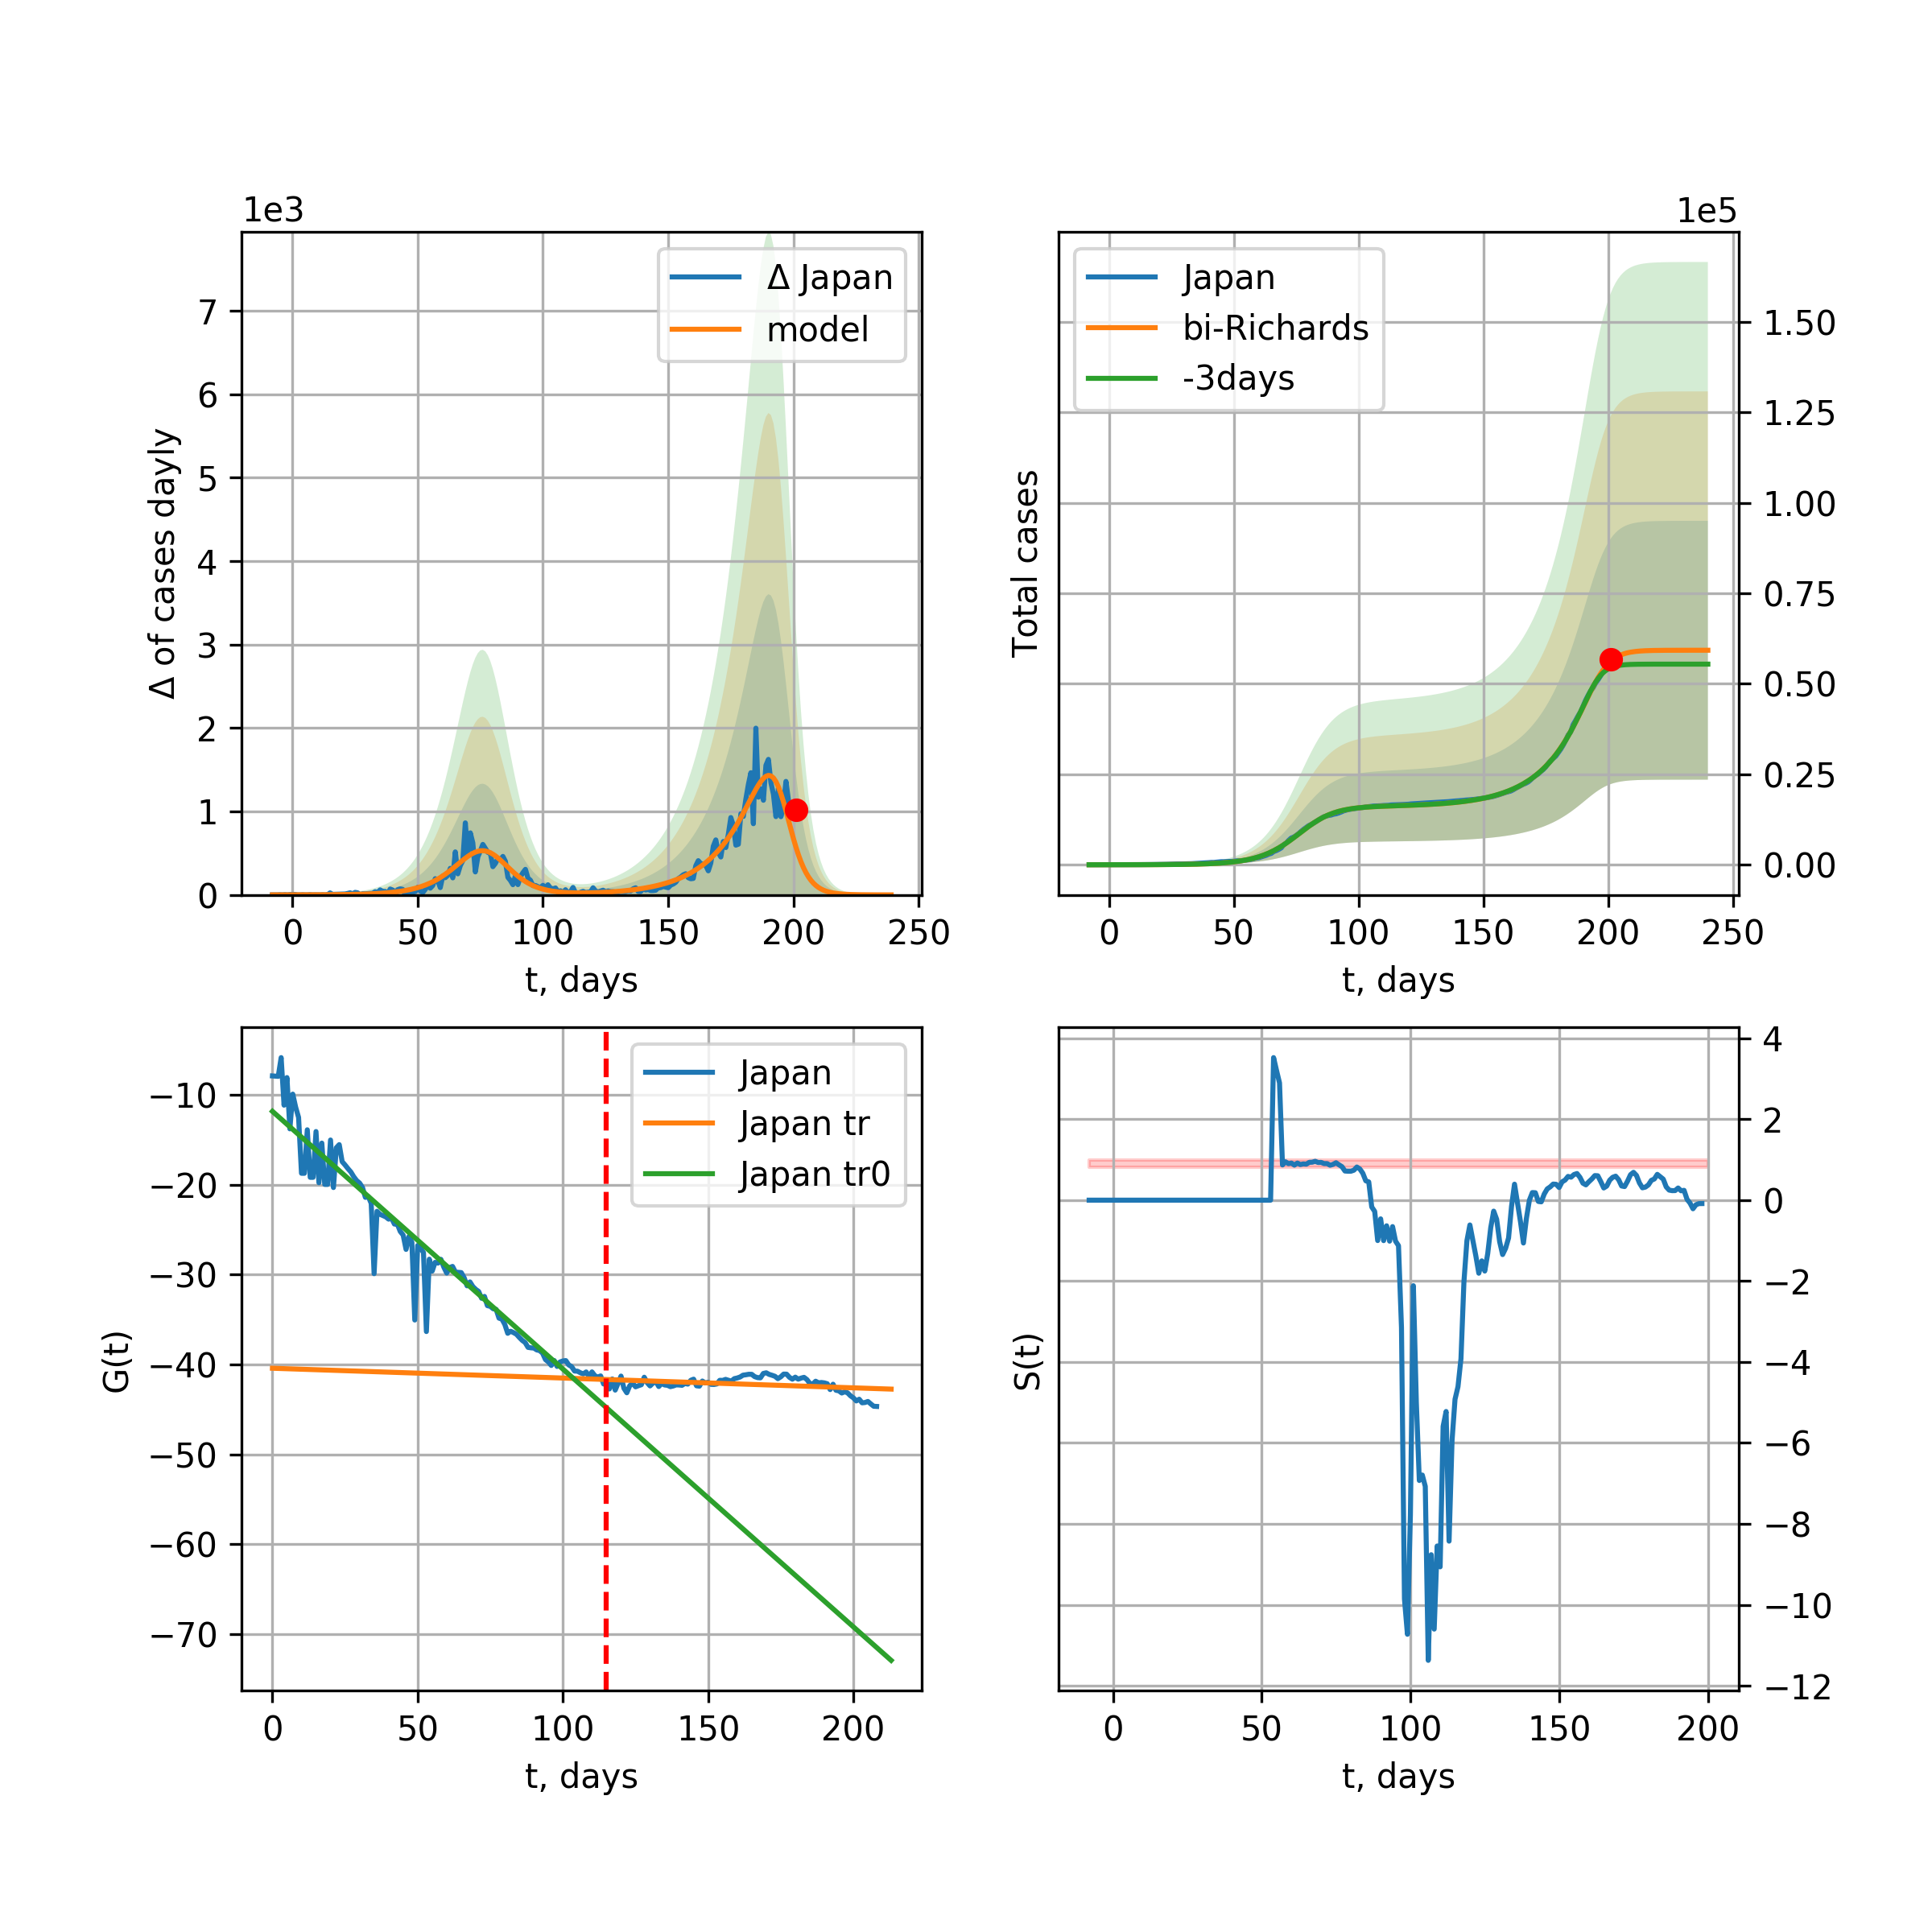 1e3
Δ Japan
model
7
6
5
4
3
2
1
0
Δ of cases dayly
0 50 100 150 200 250
t, days
1e5
Japan
bi-Richards
-3days
1.50
1.25
1.00
0.75
0.50
0.25
0.00
Total cases
0 50 100 150 200 250
t, days
Japan
Japan tr
Japan tr0
−10
−20
−30
−40
−50
−60
−70
G(t)
0 50 100 150 200
t, days
4
2
0
−2
−4
−6
−8
−10
−12
S(t)
0 50 100 150 200
t, days